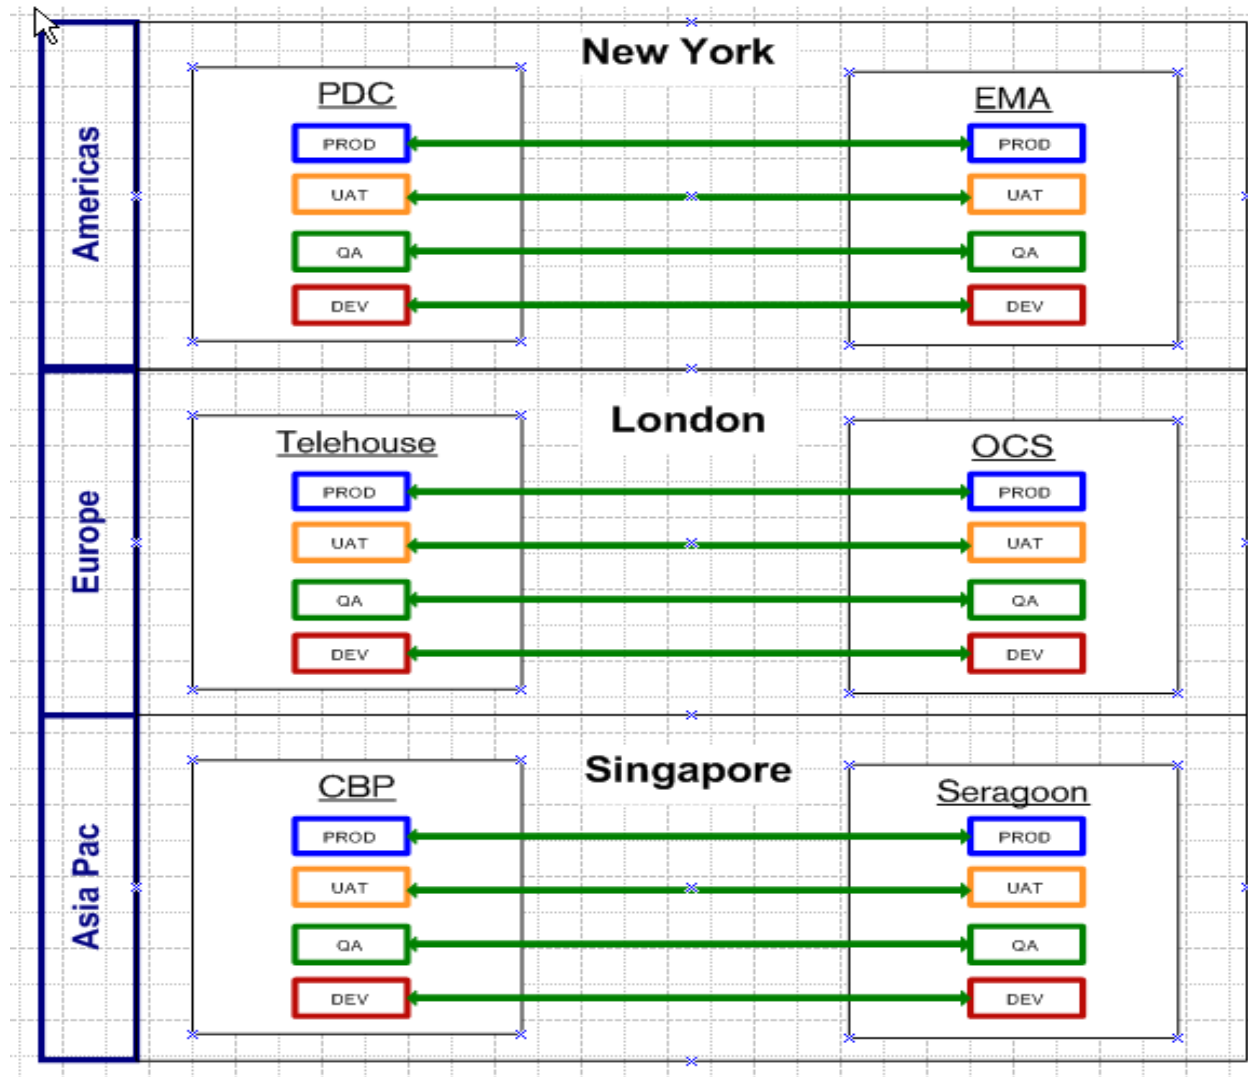 Americas
New York
PDC
PROD
UAT
QA
DEV
EMA
PROD
UAT
QA
DEV
Europe
London
Telehouse
PROD
UAT
QA
DEV
OCS
PROD
UAT
QA
DEV
Asia Pac
Singapore
CBP
PROD
UAT
QA
DEV
Seragoon
PROD
UAT
QA
DEV